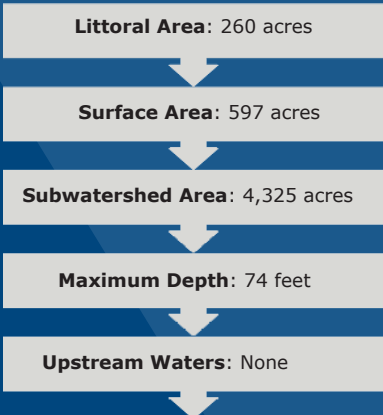 Littoral Area: 260 acres
Surface Area: 597 acres
Subwatershed Area: 4,325 acres
Maximum Depth: 74 feet
Upstream Waters: None